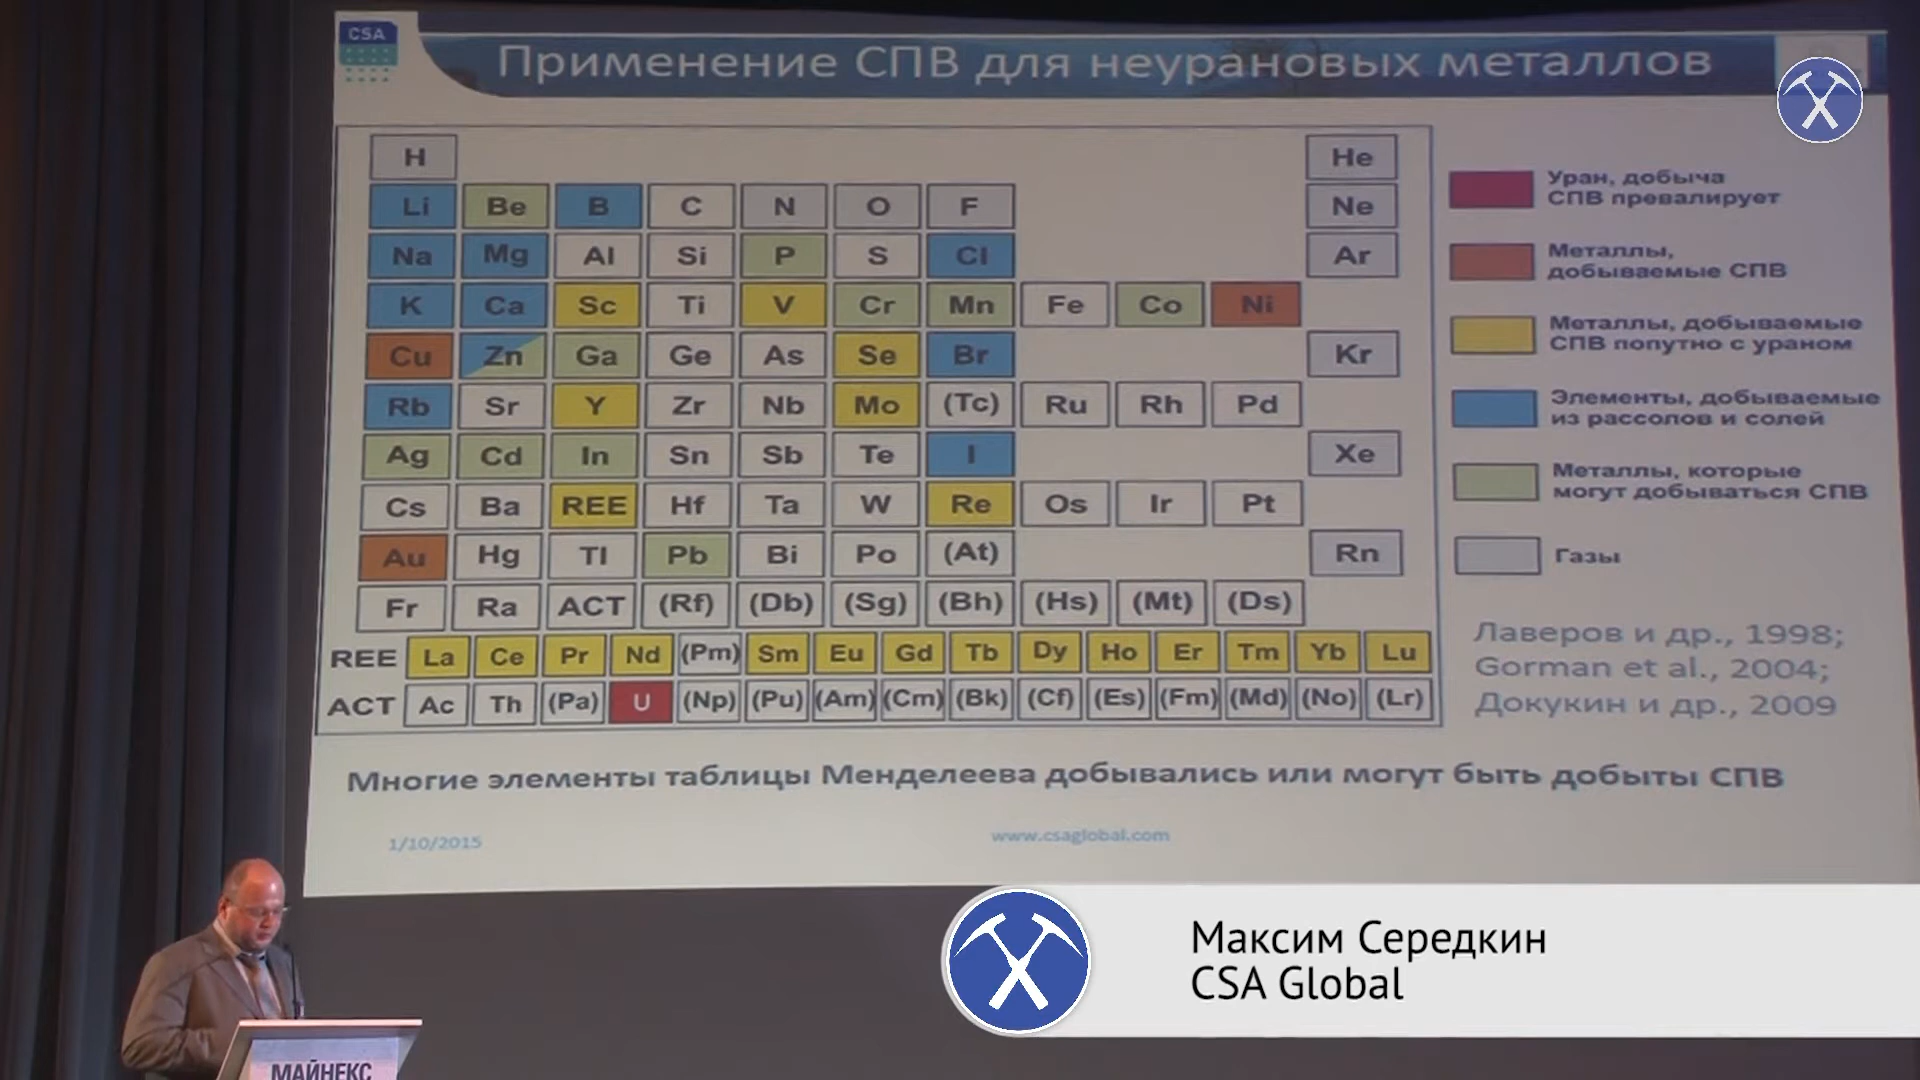 CSA
Применение СПВ для неурановых металлов
H He
Li Be B C N O F Ne
Na Mg Al Si P S Cl Ar
K Ca Sc Ti V Cr Mn Fe Co Ni
Cu Zn Ga Ge As Se Br Kr
Rb Sr Y Zr Nb Mo (Tc) Ru Rh Pd
Ag Cd In Sn Sb Te I Xe
Cs Ba REE Hf Ta W Re Os Ir Pt
Au Hg Tl Pb Bi Po (At) Rn
Fr Ra ACT (Rf) (Db) (Sg) (Bh) (Hs) (Mt) (Ds)
REE La Ce Pr Nd (Pm) Sm Eu Gd Tb Dy Ho Er Tm Yb Lu
ACT Ac Th (Pa) U (Np) (Pu) (Am) (Cm) (Bk) (Cf) (Es) (Fm) (Md) (No) (Lr)
Уран, добыча
СПВ превалирует
Металлы,
добываемые СПВ
Металлы, добываемые
СПВ попутно с ураном
Элементы, добываемые
из рассолов и солей
Металлы, которые
могут добываться СПВ
Газы
Лаверов и др., 1998;
Gorman et al., 2004;
Докукин и др., 2009
Многие элементы таблицы Менделеева добывались или могут быть добыты СПВ
1/10/2015
www.csaglobal.com
Максим Середкин
CSA Global
МАЙНЕКС